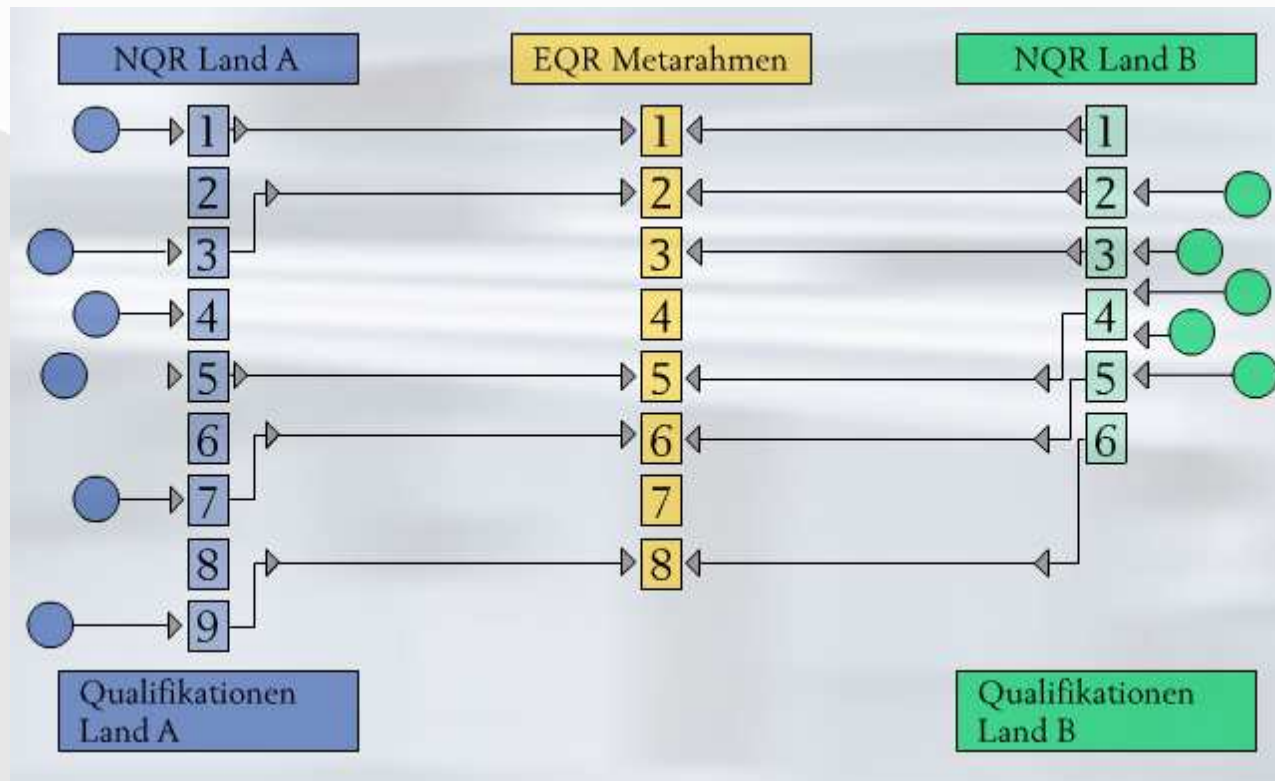 NQR Land A
EQR Metarahmen
NQR Land B
1 1 1
2 2 2
3 3 3
4 4 4
5 5 5
6 6 6
7 7
8 8
9
Qualifikationen
Land A
Qualifikationen
Land B